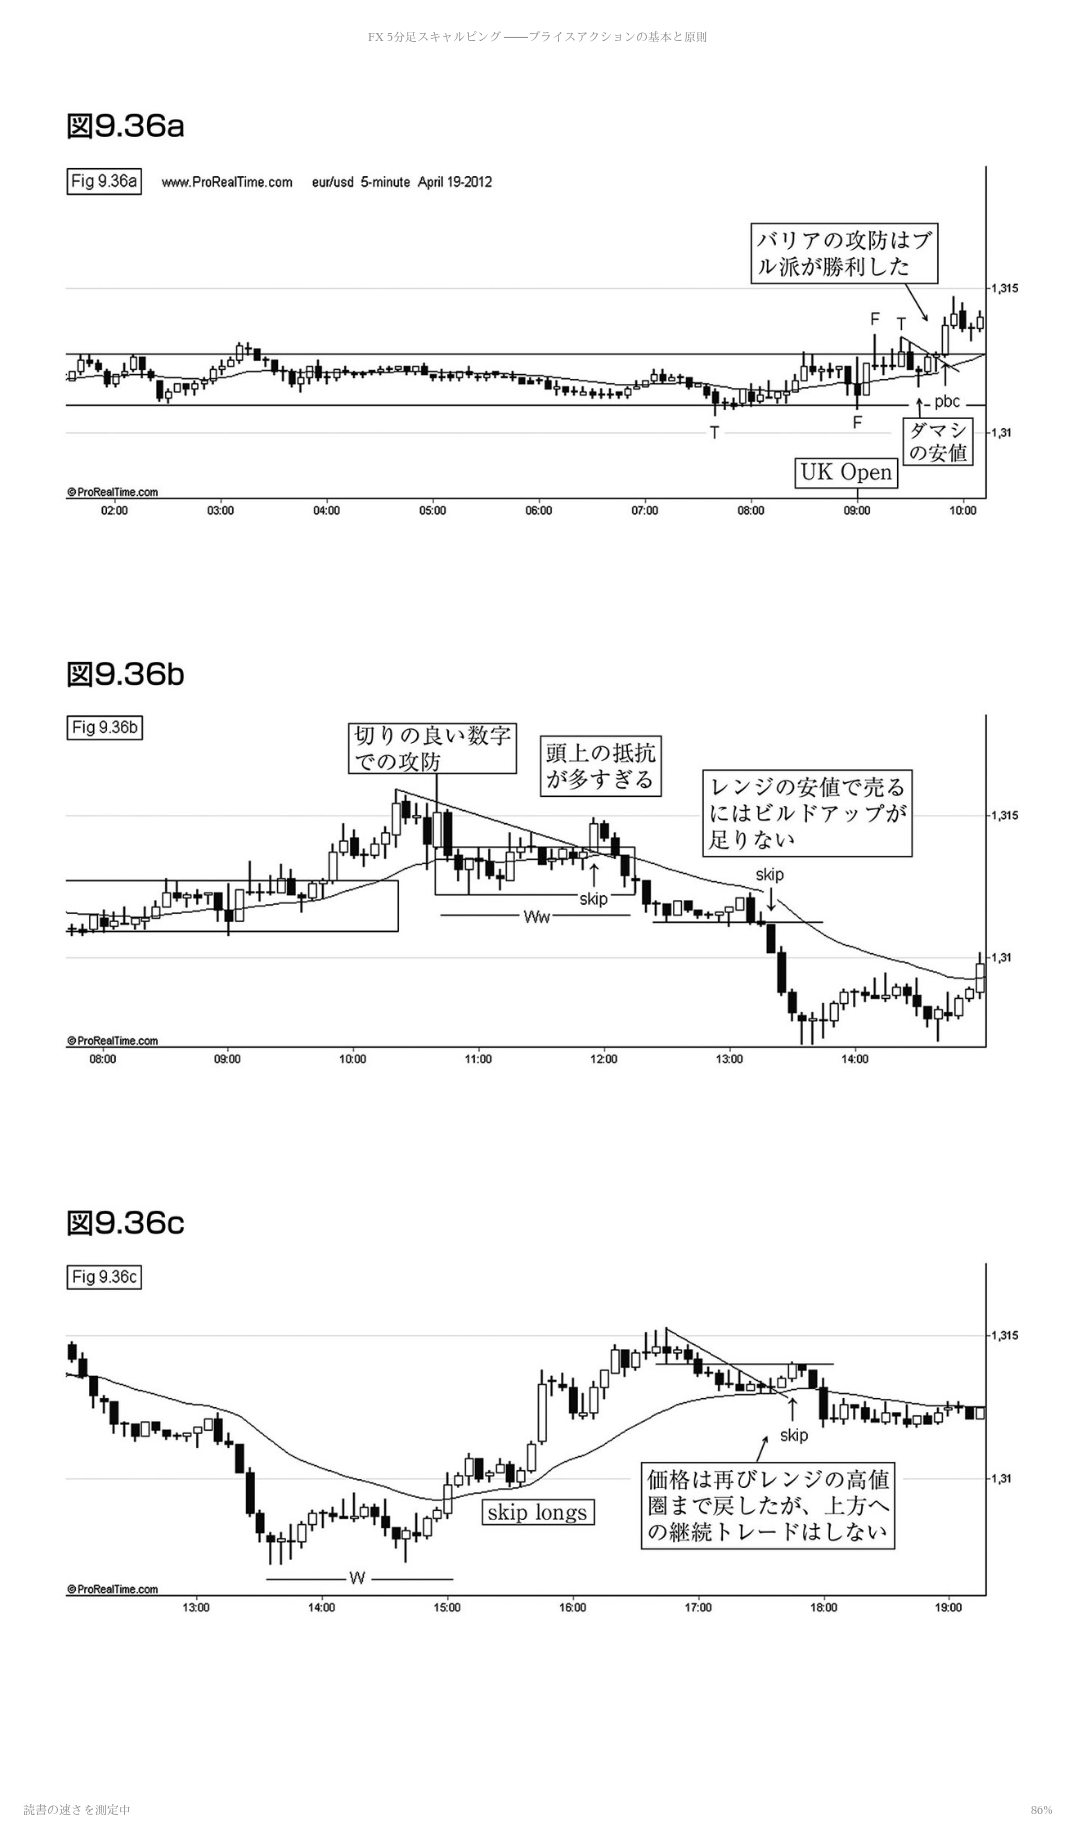 FX 5分足スキャルピング ――プライスアクションの基本と原則
図9.36a
Fig 9.36a www.ProRealTime.com eur/usd 5-minute April 19-2012
バリアの攻防はブ
ル派が勝利した
1,315
F
T
pbc
T
F
ダマシ
の安値
1,31
UK Open
©ProRealTime.com
02:00 03:00 04:00 05:00 06:00 07:00 08:00 09:00 10:00
図9.36b
Fig 9.36b
切りの良い数字
での攻防
頭上の抵抗
が多すぎる
レンジの安値で売る
にはビルドアップが
足りない
1,315
skip
skip
Ww
1,31
©ProRealTime.com
08:00 09:00 10:00 11:00 12:00 13:00 14:00
図9.36c
Fig 9.36c
1,315
skip
価格は再びレンジの高値
圏まで戻したが、上方へ
の継続トレードはしない
1,31
skip longs
W
©ProRealTime.com
13:00 14:00 15:00 16:00 17:00 18:00 19:00
読書の速さを測定中
86%